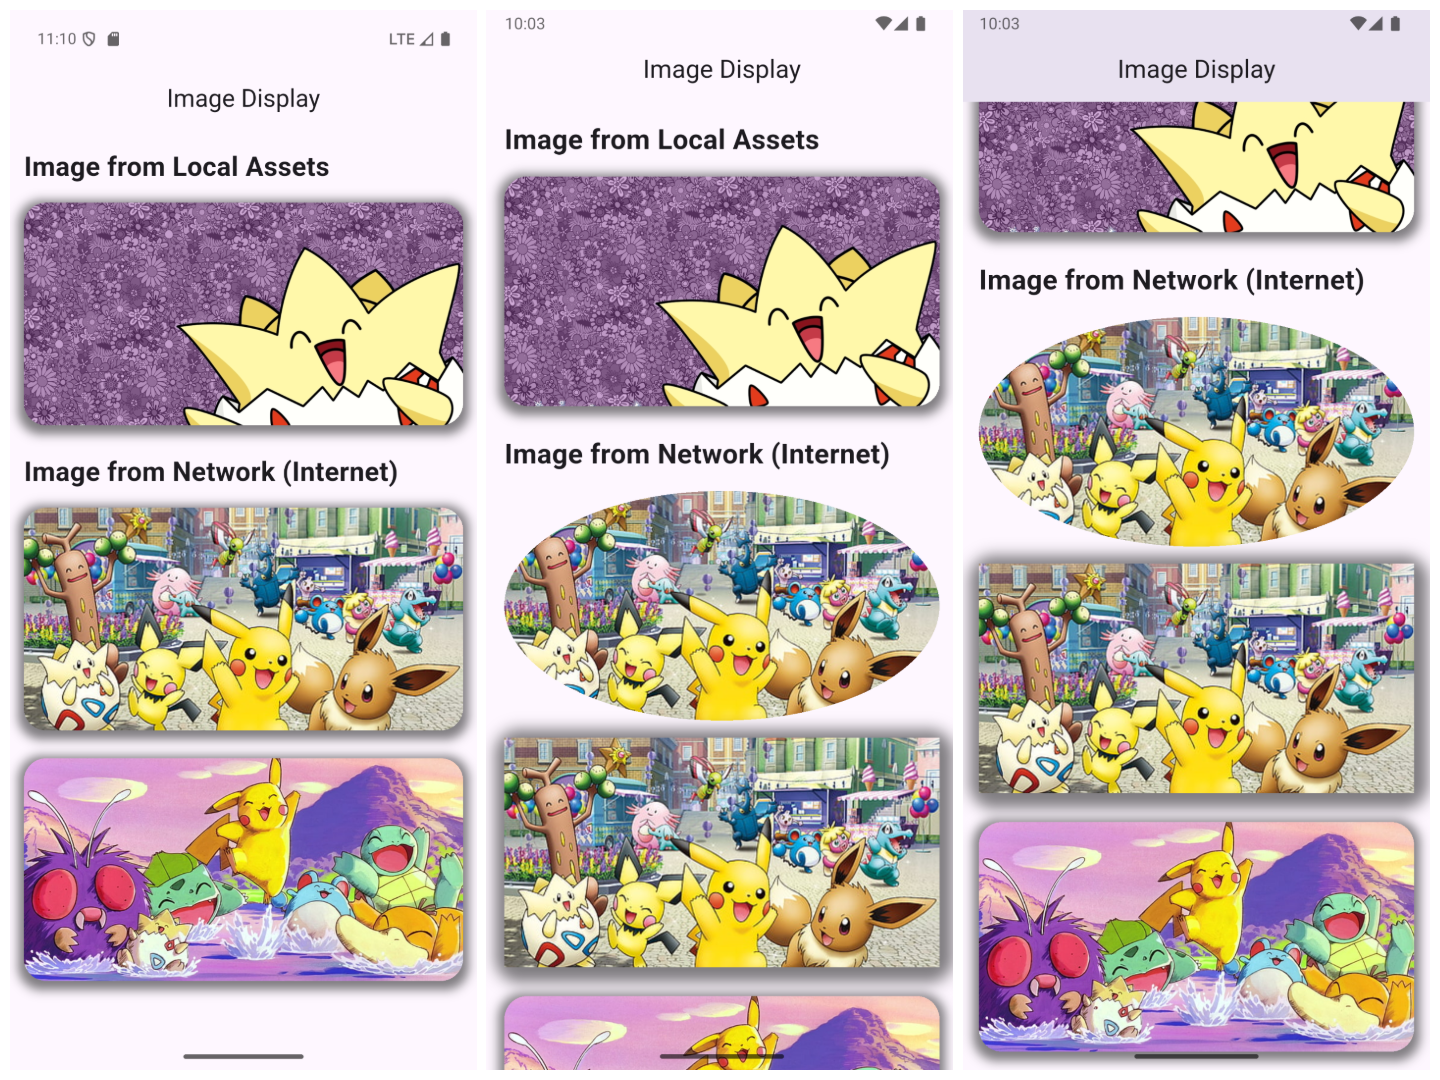 11:10
LTE
Image Display
Image from Local Assets
Image from Network (Internet)
10:03
Image Display
Image from Local Assets
Image from Network (Internet)
10:03
Image Display
Image from Network (Internet)